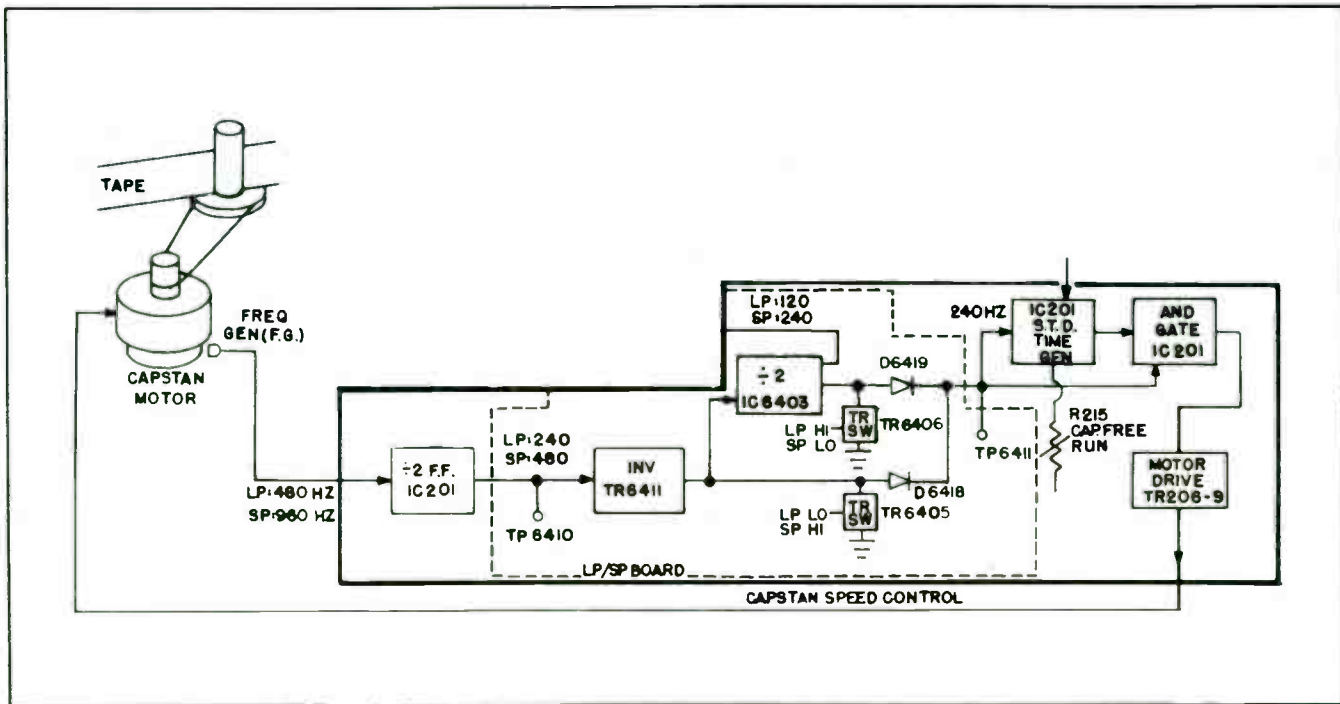 TAPE
FREQ
GEN (F.G.)
CAPSTAN
MOTOR
LP:480 HZ
SP:960 HZ
÷2 F.F.
IC201
LP:240
SP:480
TP6410
INV
TR6411
LP/SP BOARD
LP:120
SP:240
÷2
IC6403
D6419
TR
SW
TR6406
LP HI
SP LO
D6418
TR
SW
TR6405
LP LO
SP HI
240HZ
TP6411
IC201
S.T.D.
TIME
GEN
R215
CAP.FREE
RUN
AND
GATE
IC201
MOTOR
DRIVE
TR206-9
CAPSTAN SPEED CONTROL